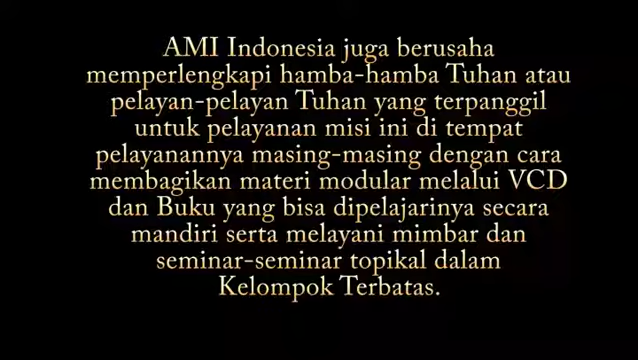 AMI Indonesia juga berusaha
memperlengkapi hamba-hamba Tuhan atau
pelayan-pelayan Tuhan yang terpanggil
untuk pelayanan misi ini di tempat
pelayanannya masing-masing dengan cara
membagikan materi modular melalui VCD
dan Buku yang bisa dipelajarinya secara
mandiri serta melayani mimbar dan
seminar-seminar topikal dalam
Kelompok Terbatas.